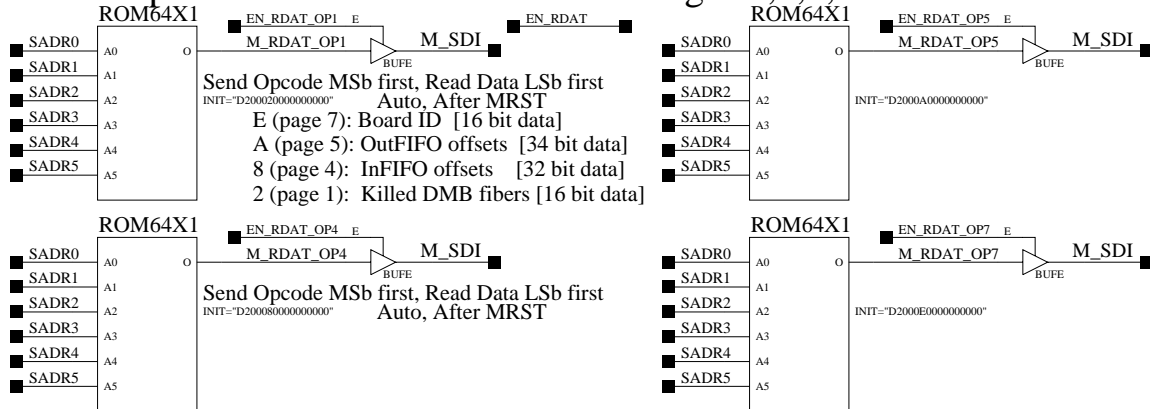 ROM64X1
EN_RDAT_OP1 E
EN_RDAT
SADR0 A0 O M_RDAT_OP1 M_SDI
BUFE
SADR1 A1
Send Opcode MSb first, Read Data LSb first
SADR2 A2 INIT="D200020000000000" Auto, After MRST
SADR3 A3 E (page 7): Board ID [16 bit data]
SADR4 A4 A (page 5): OutFIFO offsets [34 bit data]
SADR5 A5 8 (page 4): InFIFO offsets [32 bit data]
2 (page 1): Killed DMB fibers [16 bit data]
ROM64X1
EN_RDAT_OP5 E
SADR0 A0 O M_RDAT_OP5 M_SDI
BUFE
SADR1 A1
SADR2 A2 INIT="D2000A0000000000"
SADR3 A3
SADR4 A4
SADR5 A5
ROM64X1
EN_RDAT_OP4 E
SADR0 A0 O M_RDAT_OP4 M_SDI
BUFE
SADR1 A1
Send Opcode MSb first, Read Data LSb first
SADR2 A2 INIT="D200080000000000" Auto, After MRST
SADR3 A3
SADR4 A4
SADR5 A5
ROM64X1
EN_RDAT_OP7 E
SADR0 A0 O M_RDAT_OP7 M_SDI
BUFE
SADR1 A1
SADR2 A2 INIT="D2000E0000000000"
SADR3 A3
SADR4 A4
SADR5 A5